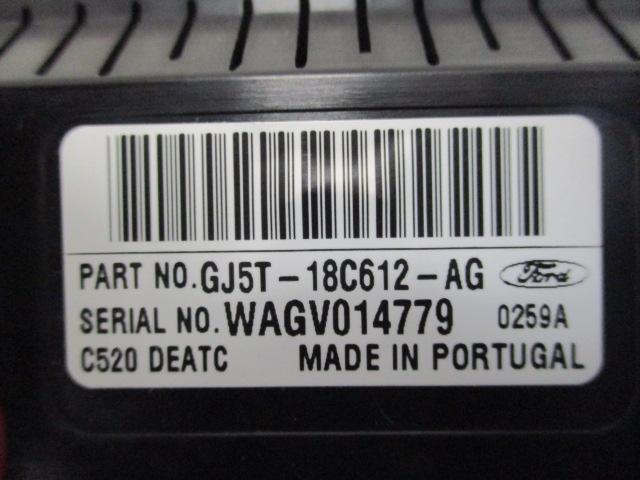 PART NO.GJ5T-18C612-AG Ford
SERIAL NO.WAGV014779 0259A
C520 DEATC MADE IN PORTUGAL